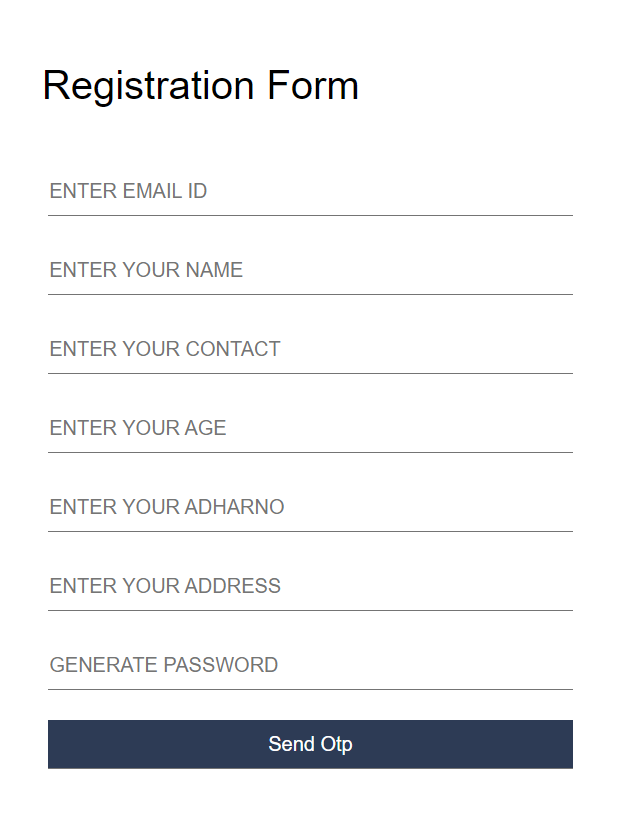 Registration Form
ENTER EMAIL ID
ENTER YOUR NAME
ENTER YOUR CONTACT
ENTER YOUR AGE
ENTER YOUR ADHARNO
ENTER YOUR ADDRESS
GENERATE PASSWORD
Send Otp